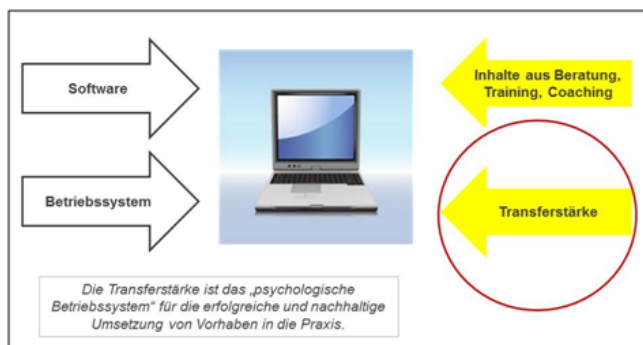 Software
Inhalte aus Beratung,
Training, Coaching
Betriebssystem
Transferstärke
Die Transferstärke ist das „psychologische
Betriebssystem“ für die erfolgreiche und nachhaltige
Umsetzung von Vorhaben in die Praxis.